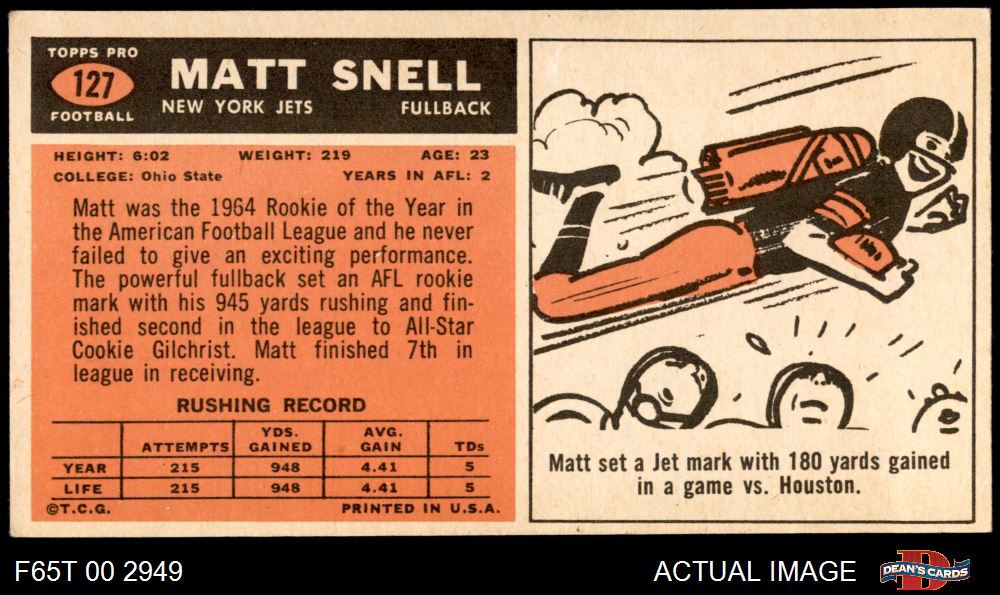 TOPPS PRO
127
FOOTBALL
MATT SNELL
NEW YORK JETS FULLBACK
HEIGHT: 6:02 WEIGHT: 219 AGE: 23
COLLEGE: Ohio State YEARS IN AFL: 2
Matt was the 1964 Rookie of the Year in
the American Football League and he never
failed to give an exciting performance.
The powerful fullback set an AFL rookie
mark with his 945 yards rushing and fin-
ished second in the league to All-Star
Cookie Gilchrist. Matt finished 7th in
league in receiving.
RUSHING RECORD
ATTEMPTS YDS. GAINED AVG. GAIN TDs
YEAR 215 948 4.41 5
LIFE 215 948 4.41 5
©T.C.G. PRINTED IN U.S.A.
Matt set a Jet mark with 180 yards gained
in a game vs. Houston.
F65T 00 2949 ACTUAL IMAGE
D
DEAN'S CARDS